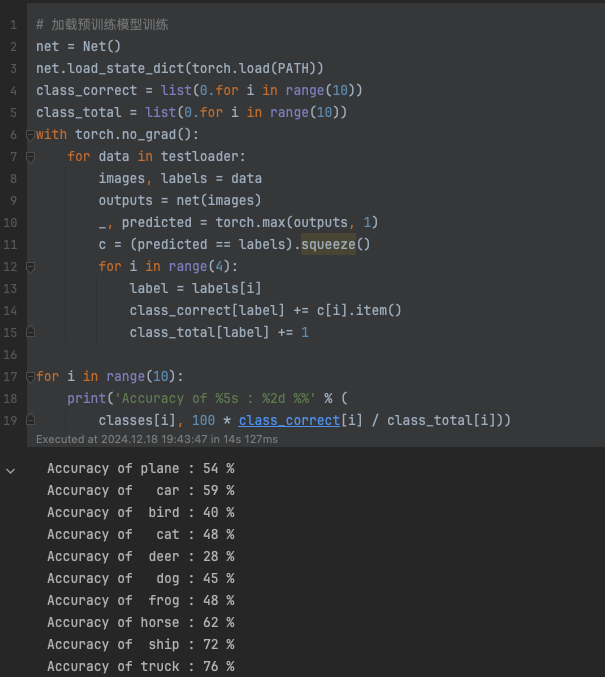 1 # 加载预训练模型训练
2 net = Net()
3 net.load_state_dict(torch.load(PATH))
4 class_correct = list(0.for i in range(10))
5 class_total = list(0.for i in range(10))
6 with torch.no_grad():
7     for data in testloader:
8         images, labels = data
9         outputs = net(images)
10         _, predicted = torch.max(outputs, 1)
11         c = (predicted == labels).squeeze()
12         for i in range(4):
13             label = labels[i]
14             class_correct[label] += c[i].item()
15             class_total[label] += 1
16
17 for i in range(10):
18     print('Accuracy of %5s : %2d %%' % (
19         classes[i], 100 * class_correct[i] / class_total[i]))
Executed at 2024.12.18 19:43:47 in 14s 127ms
Accuracy of plane : 54 %
Accuracy of   car : 59 %
Accuracy of  bird : 40 %
Accuracy of   cat : 48 %
Accuracy of  deer : 28 %
Accuracy of   dog : 45 %
Accuracy of  frog : 48 %
Accuracy of horse : 62 %
Accuracy of  ship : 72 %
Accuracy of truck : 76 %